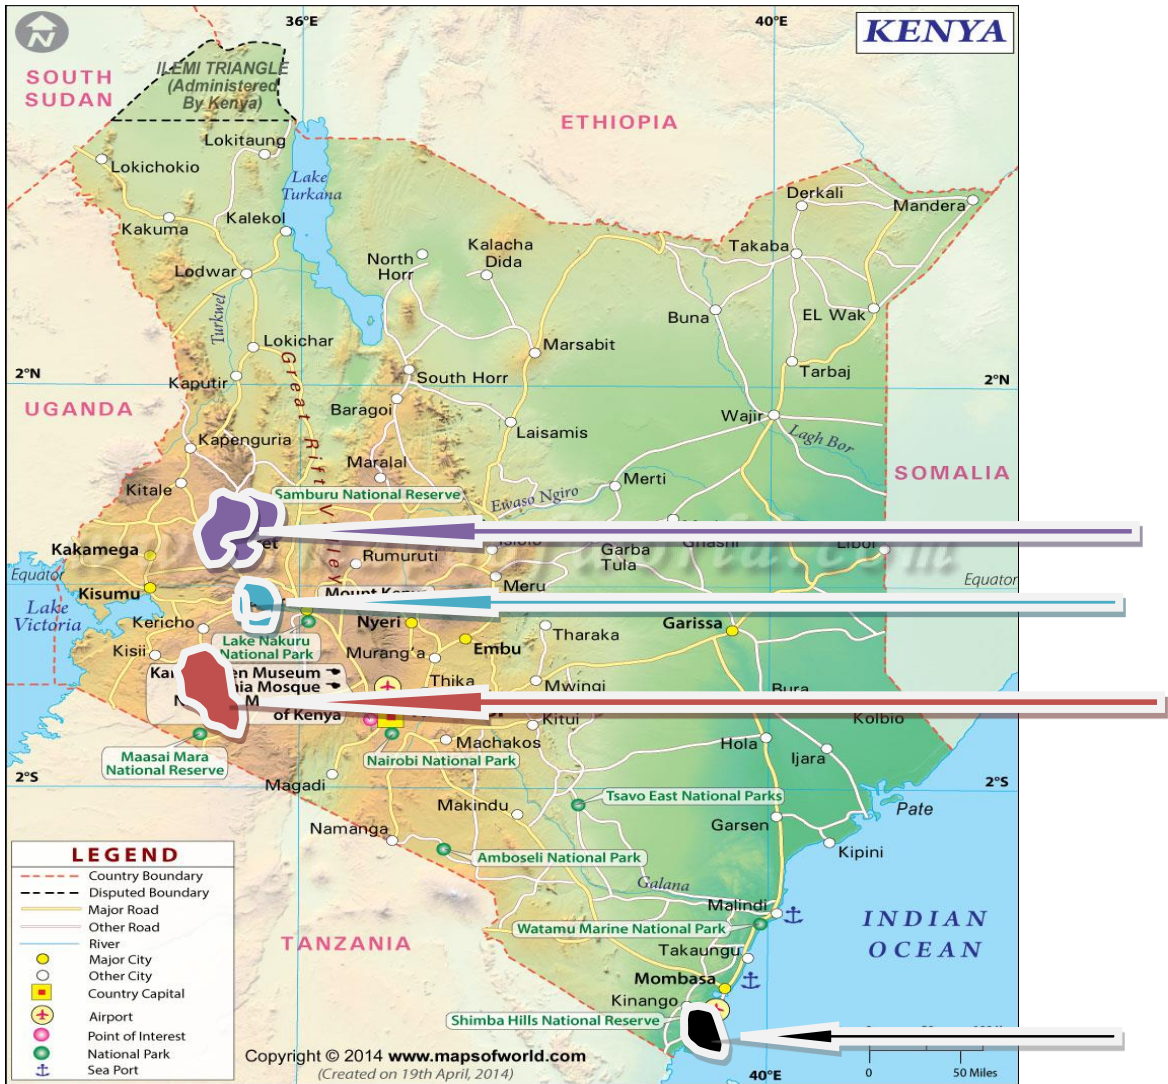 36°E
40°E
KENYA
N
SOUTH
SUDAN
ILEMI TRIANGLE
(Administered
By Kenya)
ETHIOPIA
Lokitaung
Lokichokio
Lake
Turkana
Derkali
Mandera
Kakuma
Kalekol
Takaba
Kalacha
Dida
North
Horr
Lodwar
Turkwel
Buna
EL Wak
Lokichar
Marsabit
Great Rift Valley
Tarbaj
2°N
2°N
Kaputir
South Horr
UGANDA
Baragoi
Wajir
Laisamis
Lagh Bor
Kapenguria
Maralal
SOMALIA
Kitale
Merti
Samburu National Reserve
Ewaso Ngiro
Kakamega
Rumuruti
Garba
Tula
Equator
Equator
Kisumu
Meru
Lake
Victoria
Kericho
Nyeri
Garissa
Tharaka
Lake Nakuru
National Park
Kisii
Murang'a
Embu
en Museum
ia Mosque
Thika
Mwingi
Bura
of Kenya
Kitui
Kolbio
Machakos
Hola
Ijara
Maasai Mara
National Reserve
Nairobi National Park
2°S
2°S
Magadi
Tsavo East National Parks
Makindu
Pate
Garsen
Namanga
Kipini
Amboseli National Park
LEGEND
Country Boundary
Disputed Boundary
Major Road
Other Road
River
Major City
Other City
Country Capital
Airport
Point of Interest
National Park
Sea Port
Galana
Malindi
INDIAN
OCEAN
Watamu Marine National Park
TANZANIA
Takaungu
Mombasa
Kinango
Shimba Hills National Reserve
Copyright © 2014 www.mapsofworld.com
(Created on 19th April, 2014)
40°E
0
50 Miles